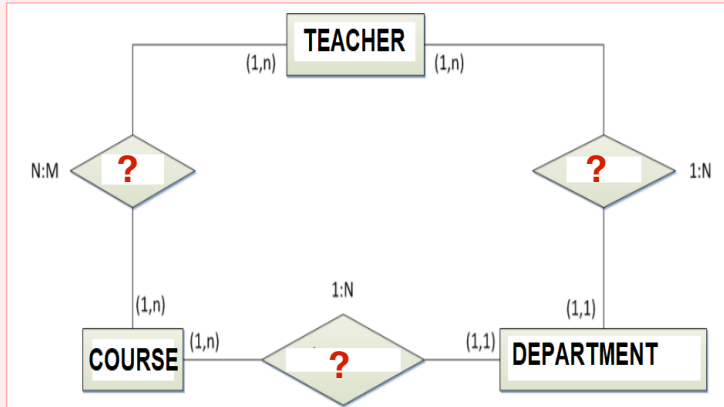 TEACHER
(1,n)
(1,n)
N:M
?
?
1:N
(1,n)
1:N
(1,1)
COURSE
(1,n)
?
(1,1)
DEPARTMENT